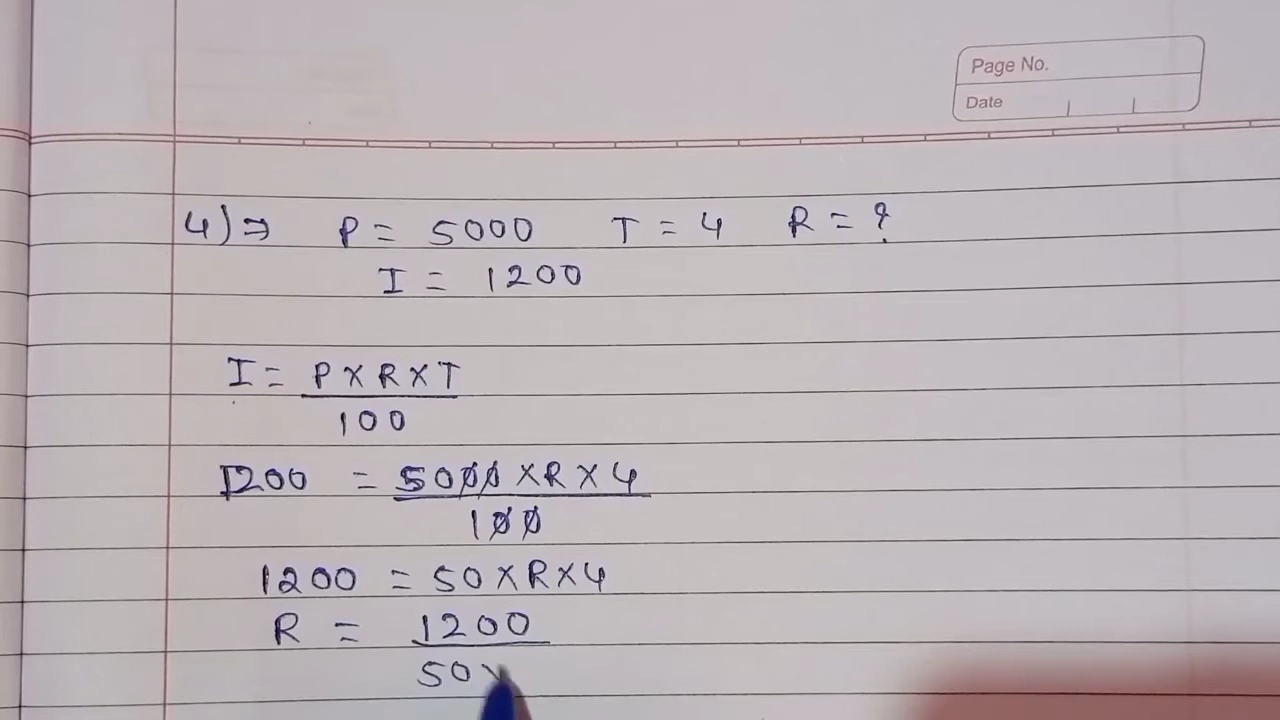 Page No.
Date
4) ⇒ P = 5000 T = 4 R = ?
I = 1200
I = P × R × T
100
1200 = 5000 × R × 4
100
1200 = 50 × R × 4
R = 1200
50 ×